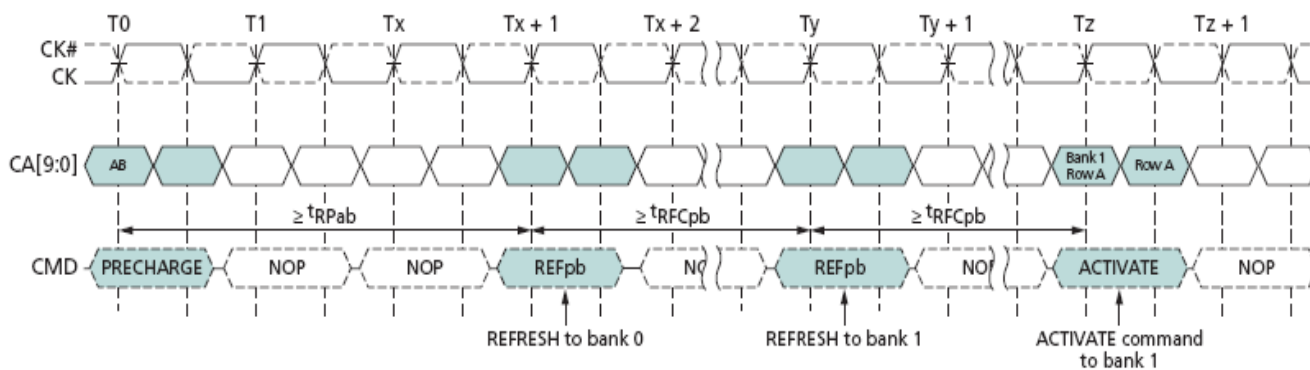 T0 T1 Tx Tx + 1 Tx + 2 Ty Ty + 1 Tz Tz + 1
CK#
CK
CA[9:0] AB Bank 1 Row A
Row A
≥ tRPab ≥ tRFCpb ≥ tRFCpb
CMD PRECHARGE NOP NOP REFpb NO REFpb NOP ACTIVATE NOP
REFRESH to bank 0 REFRESH to bank 1 ACTIVATE command
to bank 1